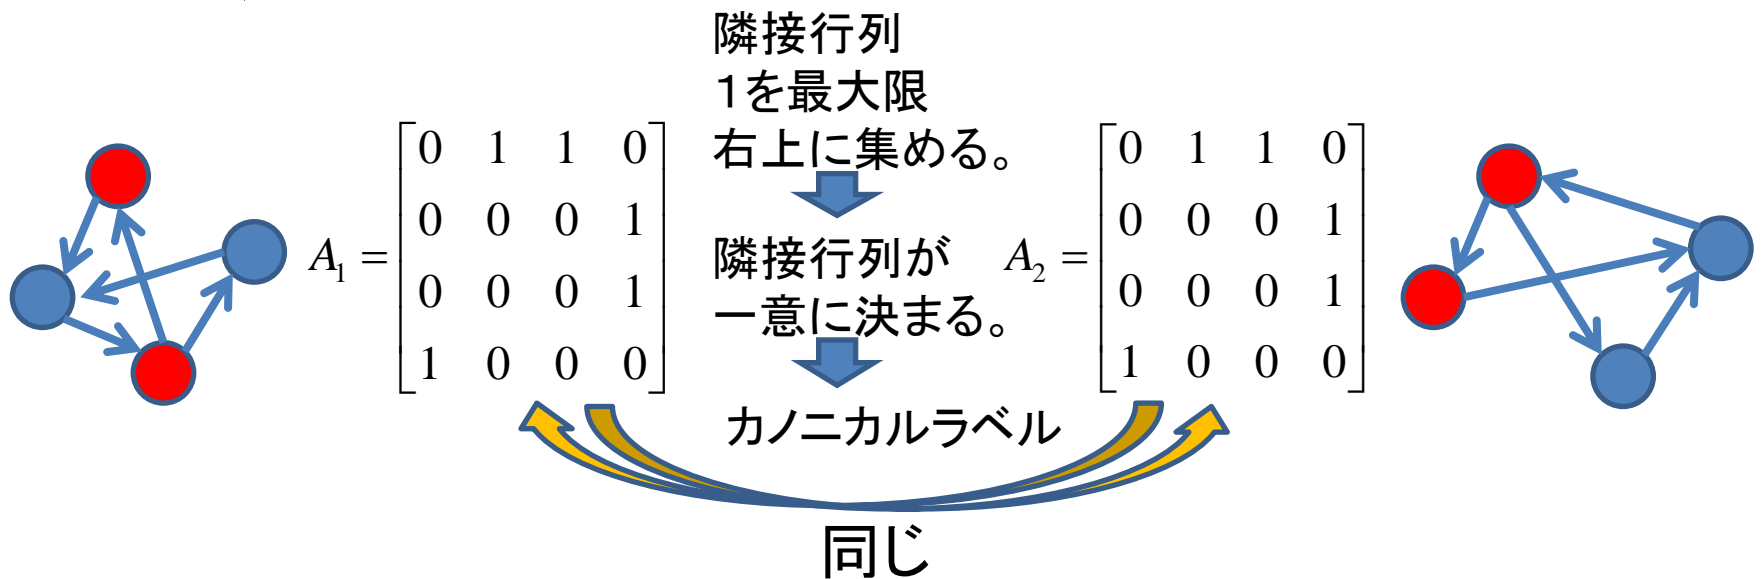 隣接行列
１を最大限
右上に集める。
隣接行列が
一意に決まる。
カノニカルラベル
A₁ =
0 1 1 0
0 0 0 1
0 0 0 1
1 0 0 0
A₂ =
0 1 1 0
0 0 0 1
0 0 0 1
1 0 0 0
同じ